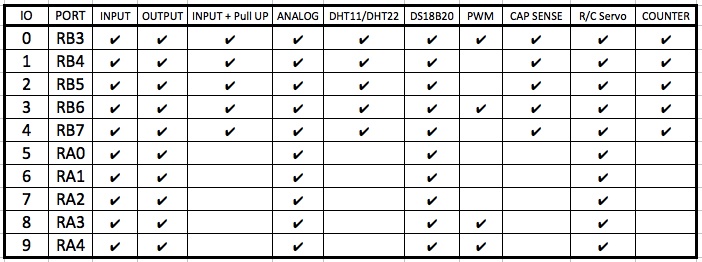 IO PORT INPUT OUTPUT INPUT + Pull UP ANALOG DHT11/DHT22 DS18B20 PWM CAP SENSE R/C Servo COUNTER
0 RB3 ✔ ✔ ✔ ✔ ✔ ✔ ✔ ✔ ✔ ✔
1 RB4 ✔ ✔ ✔ ✔ ✔ ✔ ✔ ✔ ✔
2 RB5 ✔ ✔ ✔ ✔ ✔ ✔ ✔ ✔ ✔
3 RB6 ✔ ✔ ✔ ✔ ✔ ✔ ✔ ✔ ✔ ✔
4 RB7 ✔ ✔ ✔ ✔ ✔ ✔ ✔ ✔ ✔
5 RA0 ✔ ✔ ✔ ✔ ✔
6 RA1 ✔ ✔ ✔ ✔ ✔
7 RA2 ✔ ✔ ✔ ✔ ✔
8 RA3 ✔ ✔ ✔ ✔ ✔ ✔
9 RA4 ✔ ✔ ✔ ✔ ✔ ✔